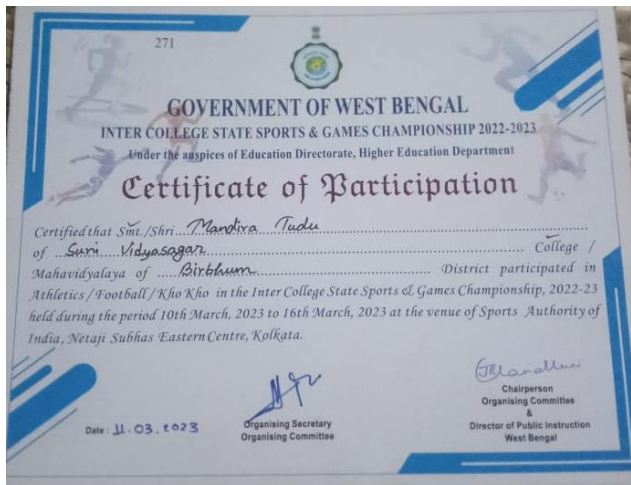 271
GOVERNMENT OF WEST BENGAL
INTER COLLEGE STATE SPORTS & GAMES CHAMPIONSHIP 2022-2023
Under the auspices of Education Directorate, Higher Education Department
Certificate of Participation
Certified that Smt./Shri...Mandira Tudu
of Suri Vidyasagar College /
Mahavidyalaya of Birbhum District participated in
Athletics / Football / Kho Kho in the Inter College State Sports & Games Championship, 2022-23
held during the period 10th March, 2023 to 16th March, 2023 at the venue of Sports Authority of
India, Netaji Subhas Eastern Centre, Kolkata.
Date : 11.03.2023
Organising Secretary
Organising Committee
Chairperson
Organising Committee
&
Director of Public Instruction
West Bengal